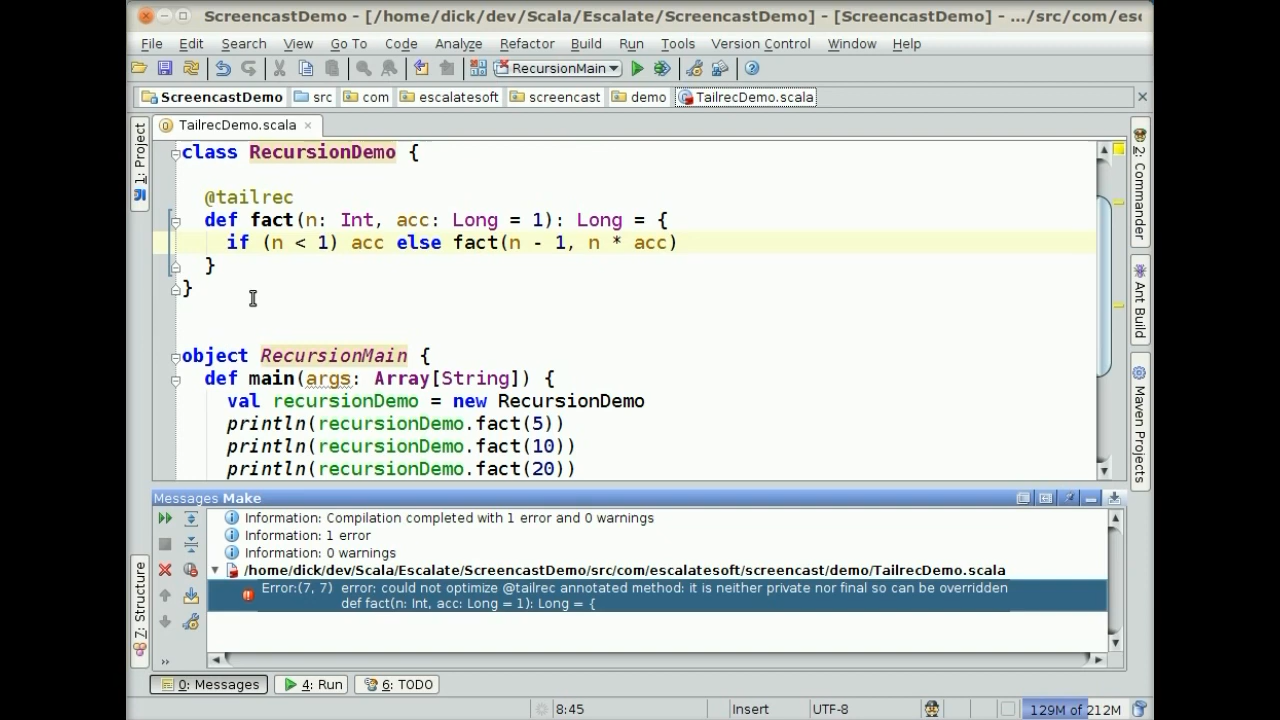 ScreencastDemo - [/home/dick/dev/Scala/Escalate/ScreencastDemo] - [ScreencastDemo] - .../src/com/esc
File Edit Search View Go To Code Analyze Refactor Build Run Tools Version Control Window Help
RecursionMain
ScreencastDemo src com escalatesoft screencast demo TailrecDemo.scala
TailrecDemo.scala
1: Project
class RecursionDemo {
@tailrec
def fact(n: Int, acc: Long = 1): Long = {
if (n < 1) acc else fact(n - 1, n * acc)
}
}
object RecursionMain {
def main(args: Array[String]) {
val recursionDemo = new RecursionDemo
println(recursionDemo.fact(5))
println(recursionDemo.fact(10))
println(recursionDemo.fact(20))
2: Commander
Ant Build
Maven Projects
Messages Make
Information: Compilation completed with 1 error and 0 warnings
Information: 1 error
Information: 0 warnings
/home/dick/dev/Scala/Escalate/ScreencastDemo/src/com/escalatesoft/screencast/demo/TailrecDemo.scala
Error:(7, 7) error: could not optimize @tailrec annotated method: it is neither private nor final so can be overridden
def fact(n: Int, acc: Long = 1): Long = {
7: Structure
0: Messages 4: Run 6: TODO
8:45 Insert UTF-8 129M of 212M